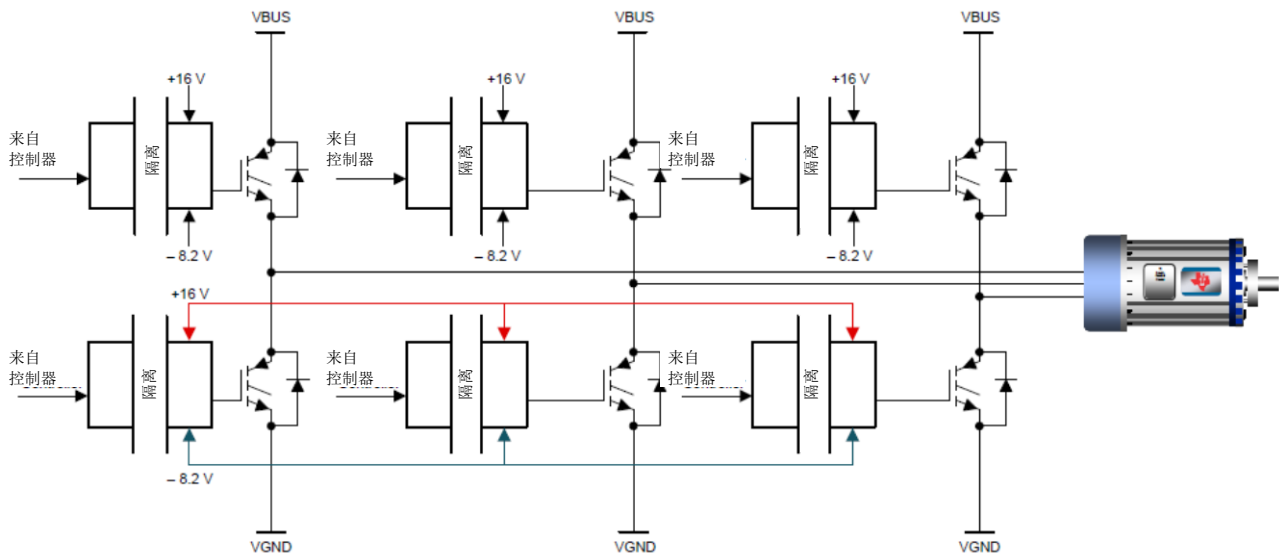 VBUS
VBUS
VBUS
+16 V
+16 V
+16 V
来自
控制器
隔离
来自
控制器
隔离
来自
控制器
隔离
– 8.2 V
– 8.2 V
– 8.2 V
+16 V
来自
控制器
隔离
来自
控制器
隔离
来自
控制器
隔离
– 8.2 V
VGND
VGND
VGND